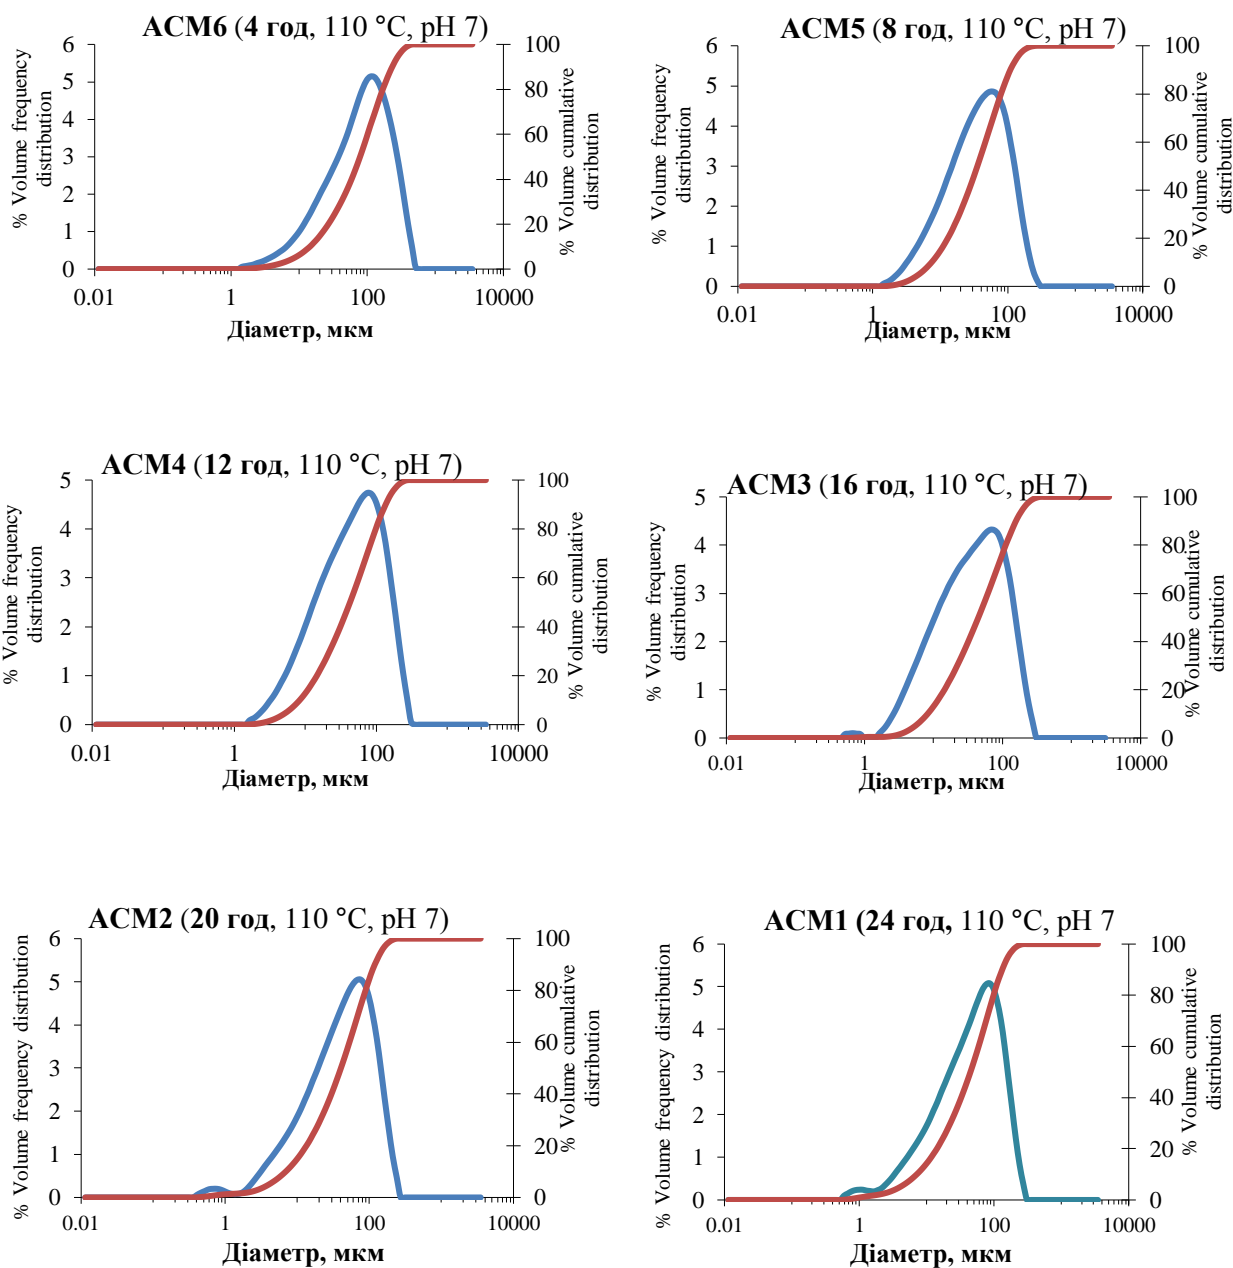 ACM6 (4 год, 110 °C, pH 7)
% Volume frequency
distribution
6
5
4
3
2
1
0
100
80
60
40
20
0
% Volume cumulative
distribution
0.01
1
100
10000
Діаметр, мкм
ACM5 (8 год, 110 °C, pH 7)
% Volume frequency
distribution
6
5
4
3
2
1
0
100
80
60
40
20
0
% Volume cumulative
distribution
0.01
1
100
10000
Діаметр, мкм
ACM4 (12 год, 110 °C, pH 7)
% Volume frequency
distribution
5
4
3
2
1
0
100
80
60
40
20
0
% Volume cumulative
distribution
0.01
1
100
10000
Діаметр, мкм
ACM3 (16 год, 110 °C, pH 7)
% Volume frequency
distribution
5
4
3
2
1
0
100
80
60
40
20
0
% Volume cumulative
distribution
0.01
1
100
10000
Діаметр, мкм
ACM2 (20 год, 110 °C, pH 7)
% Volume frequency distribution
6
5
4
3
2
1
0
100
80
60
40
20
0
% Volume cumulative
distribution
0.01
1
100
10000
Діаметр, мкм
ACM1 (24 год, 110 °C, pH 7
% Volume frequency distribution
6
5
4
3
2
1
0
100
80
60
40
20
0
% Volume cumulative
distribution
0.01
1
100
10000
Діаметр, мкм